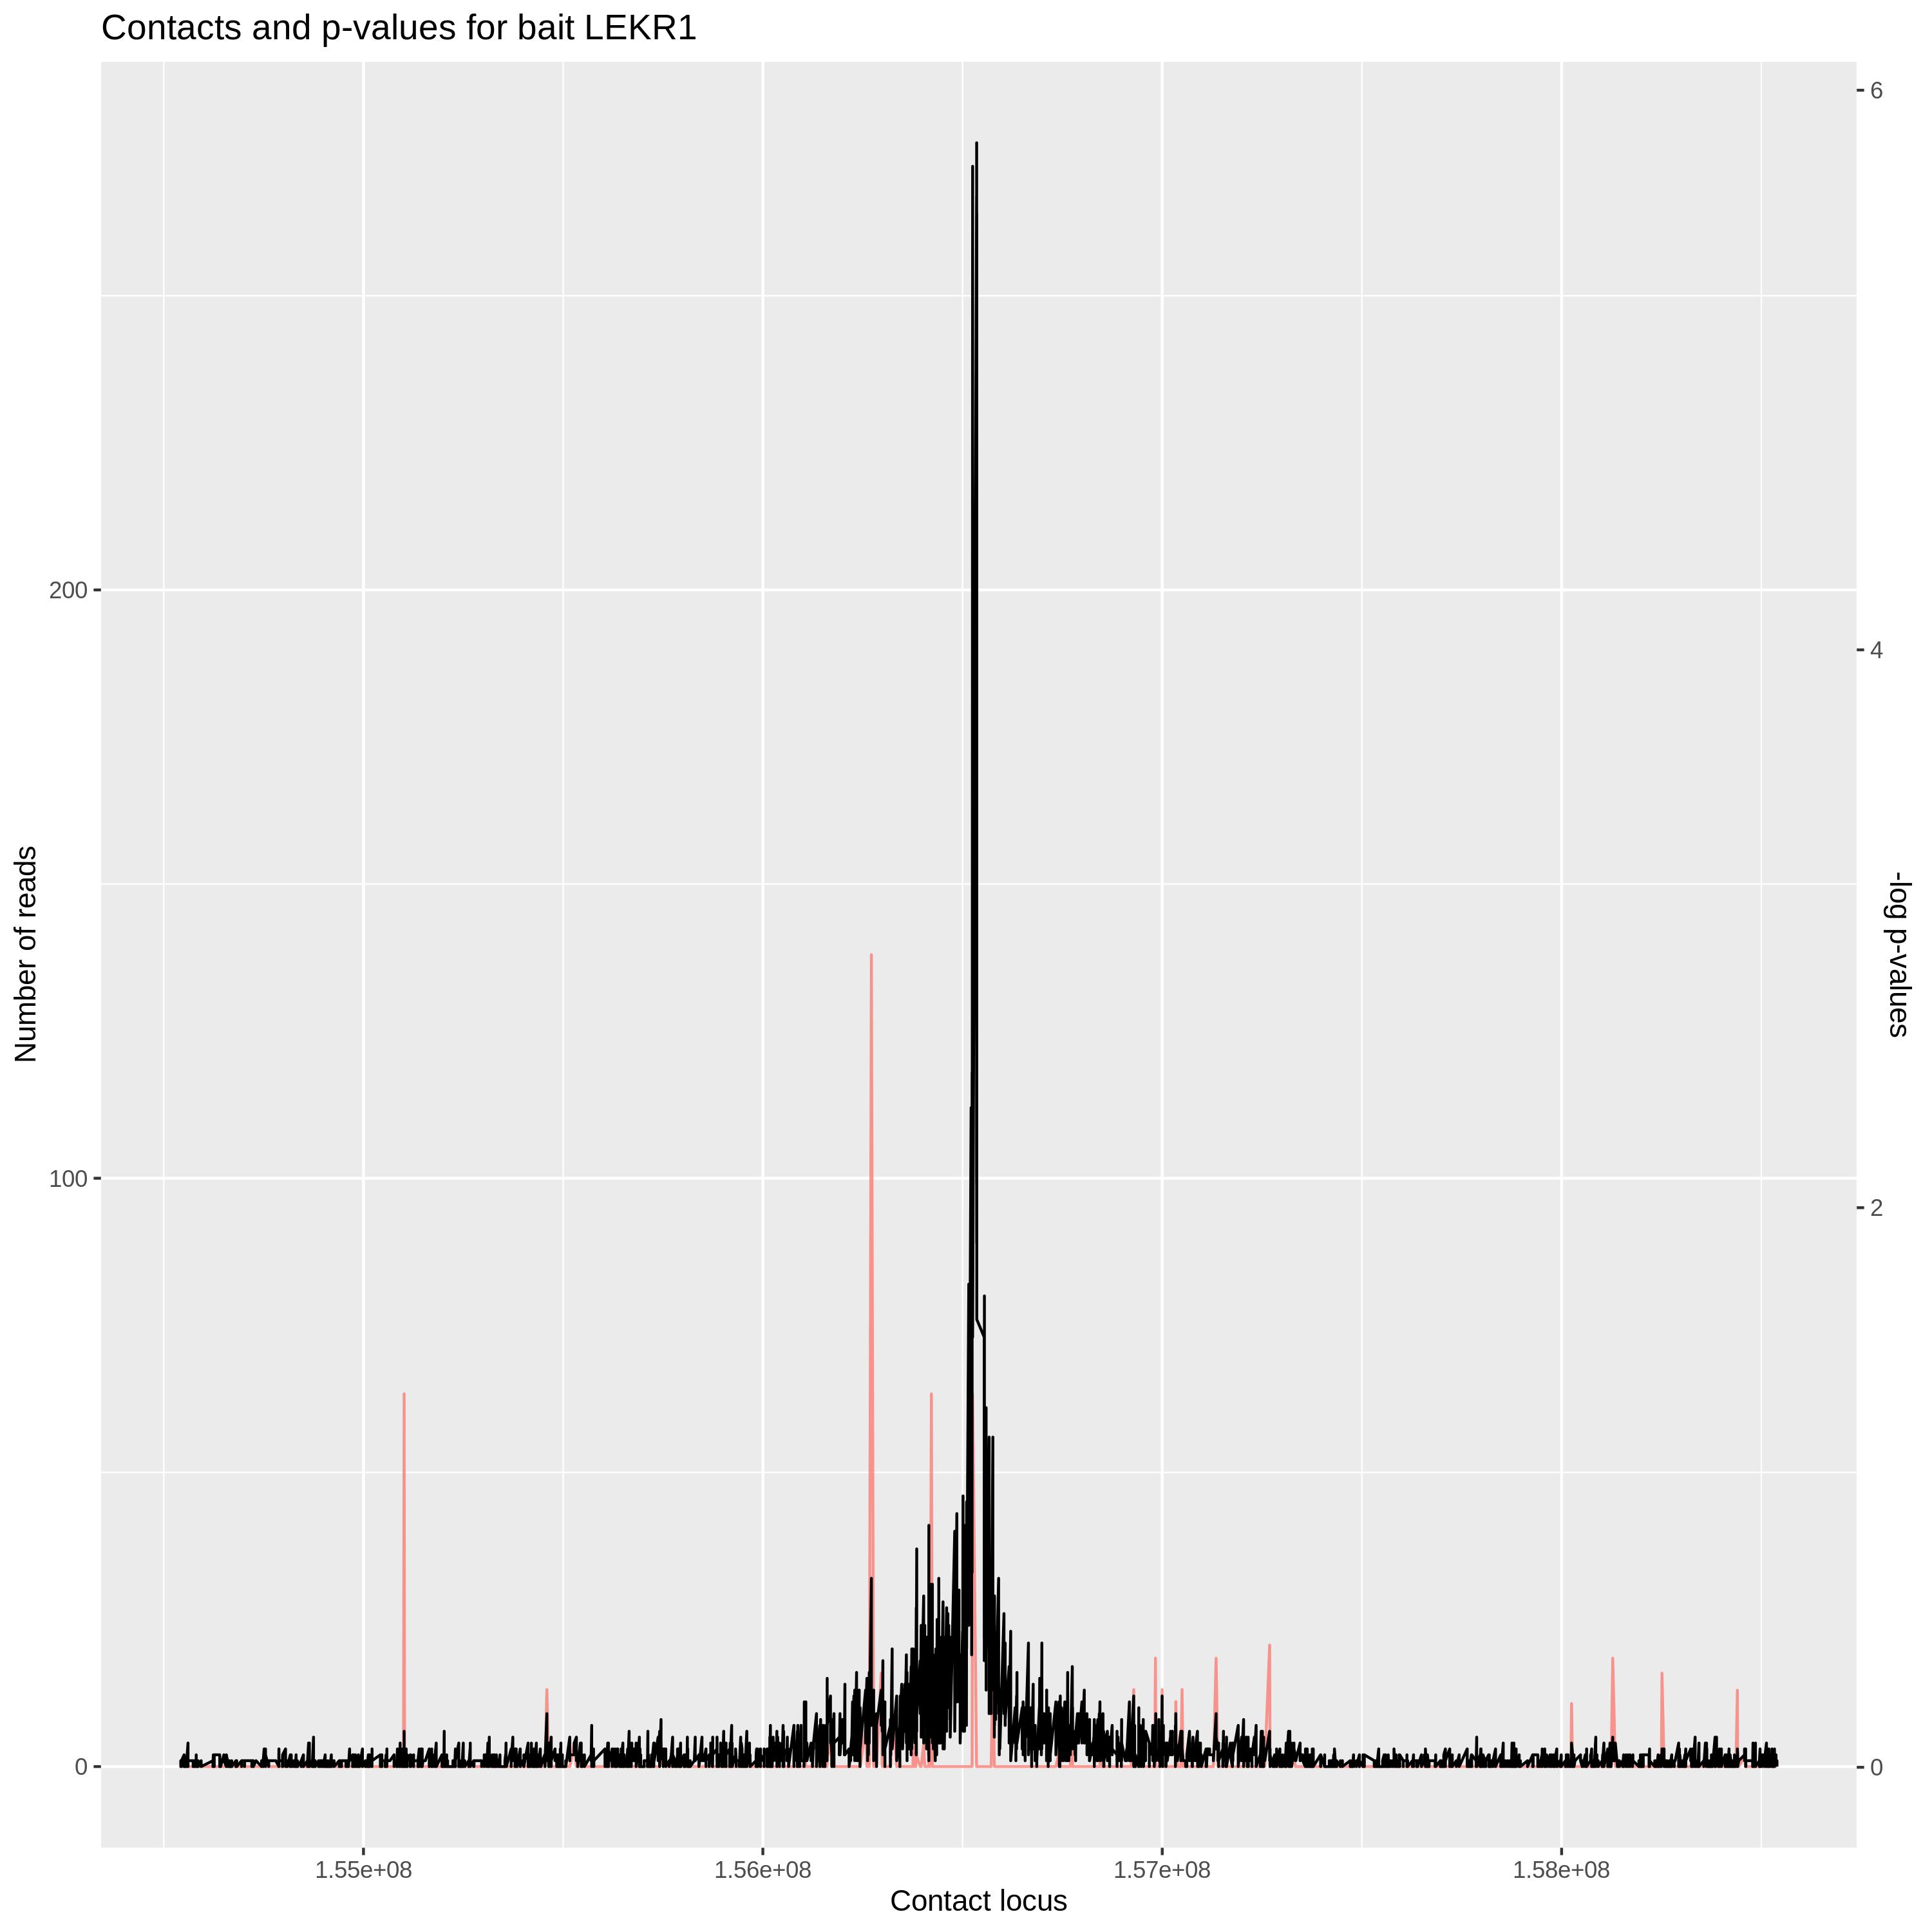 Contacts and p-values for bait LEKR1
6
200
4
Number of reads
-log p-values
100
2
0
0
1.55e+08
1.56e+08
1.57e+08
1.58e+08
Contact locus